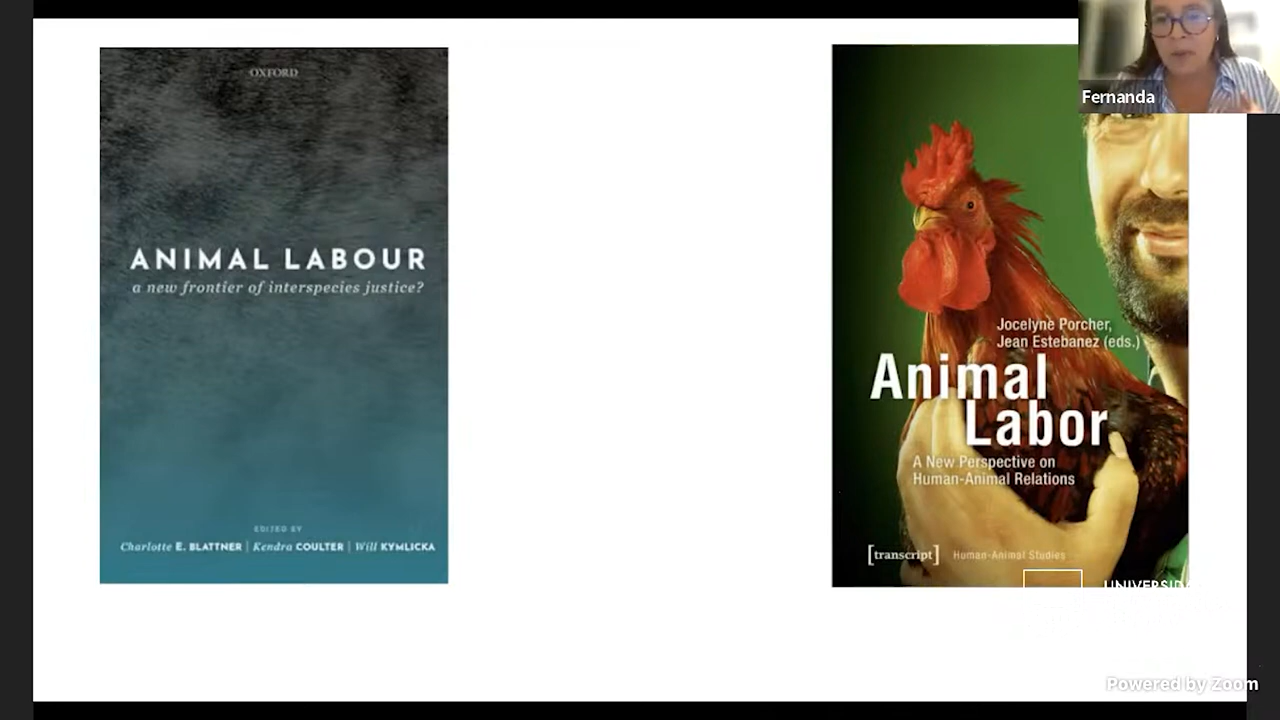 OXFORD
ANIMAL LABOUR
a new frontier of interspecies justice?
EDITED BY
Charlotte E. BLATTNER | Kendra COULTER | Will KYMLICKA
Fernanda
Jocelyne Porcher,
Jean Estebanez (eds.)
Animal
Labor
A New Perspective on
Human-Animal Relations
[transcript] Human-Animal Studies
Powered by Zoom